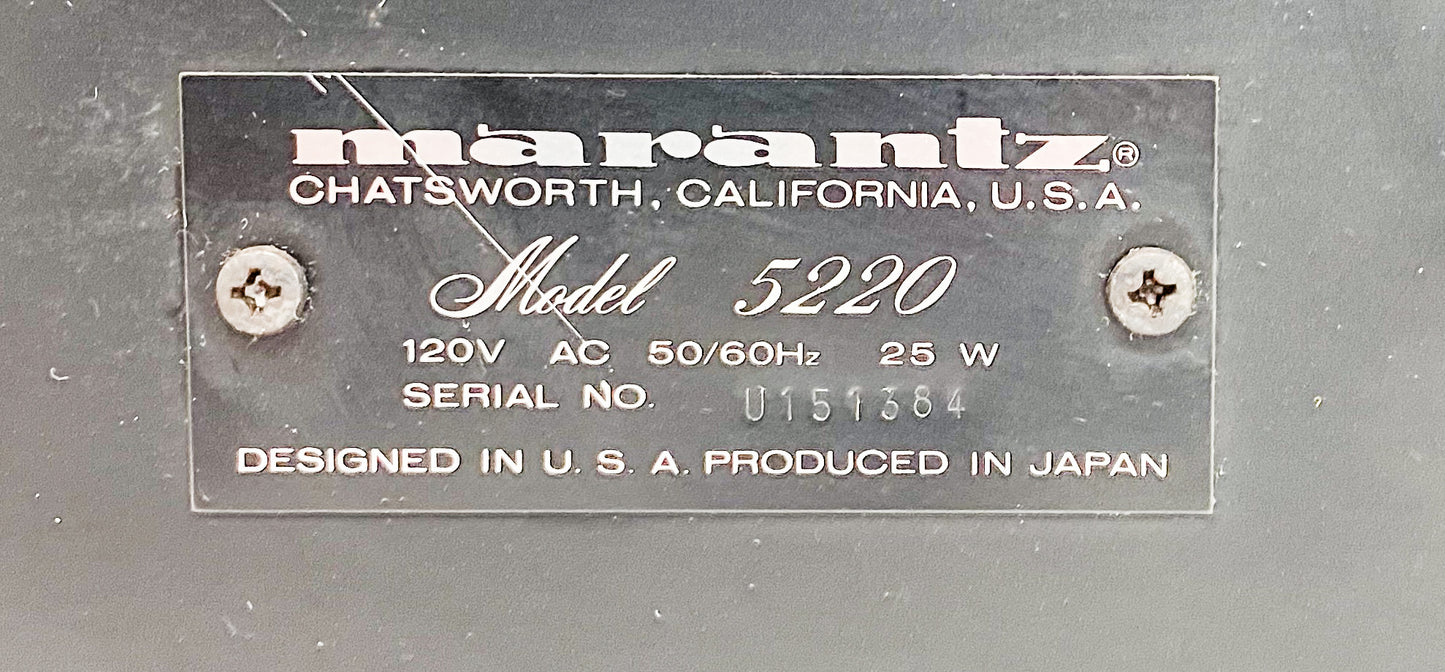 marantz®
CHATSWORTH, CALIFORNIA, U.S.A.
Model 5220
120V AC 50/60Hz 25 W
SERIAL NO. U151384
DESIGNED IN U. S. A. PRODUCED IN JAPAN